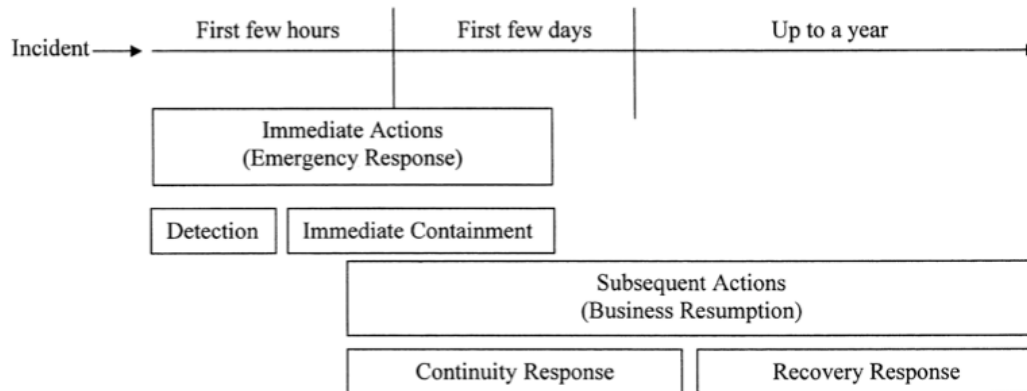 First few hours
First few days
Up to a year
Incident
Immediate Actions
(Emergency Response)
Detection
Immediate Containment
Subsequent Actions
(Business Resumption)
Continuity Response
Recovery Response